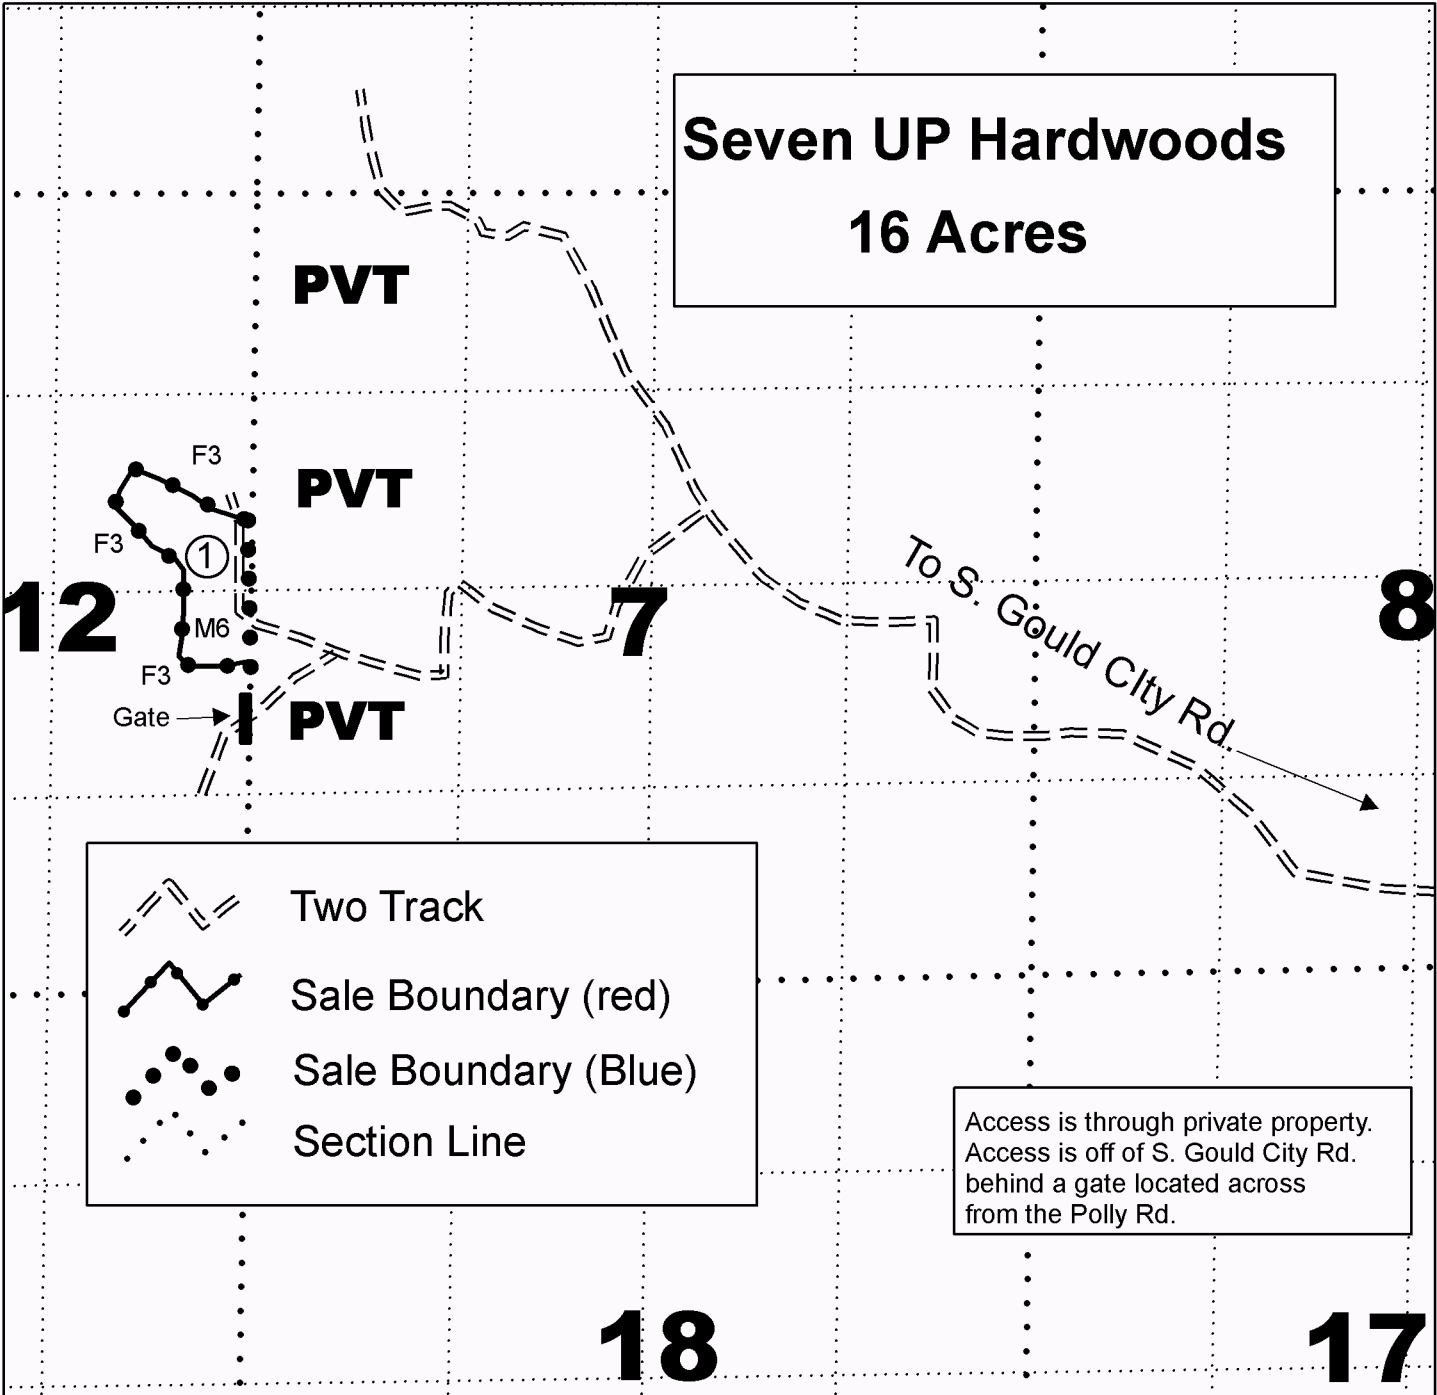 Seven UP Hardwoods
16 Acres
PVT
F3
PVT
F3
1
To S. Gould CIty Rd.
12
7
8
M6
F3
Gate
PVT
Two Track
Sale Boundary (red)
Sale Boundary (Blue)
Section Line
Access is through private property.
Access is off of S. Gould City Rd.
behind a gate located across
from the Polly Rd.
18
17